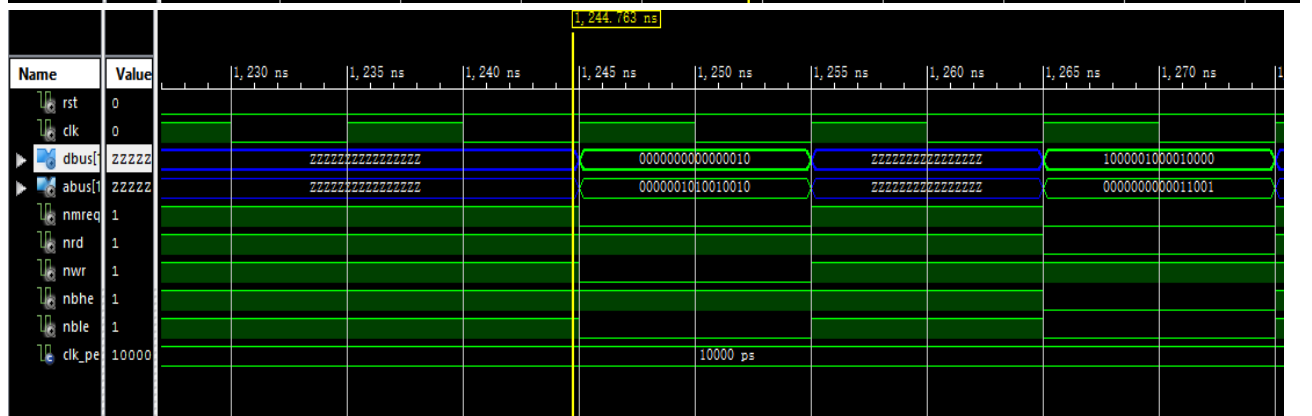 1,244.763 ns
Name Value 1,230 ns 1,235 ns 1,240 ns 1,245 ns 1,250 ns 1,255 ns 1,260 ns 1,265 ns 1,270 ns 1
rst 0
clk 0
dbus[1 ZZZZZ ZZZZZZZZZZZZZZZZ 0000000000000010 ZZZZZZZZZZZZZZZZ 1000001000010000
abus[1 ZZZZZ ZZZZZZZZZZZZZZZZ 0000001010010010 ZZZZZZZZZZZZZZZZ 0000000000011001
nmreq 1
nrd 1
nwr 1
nbhe 1
nble 1
clk_pe 10000 10000 ps